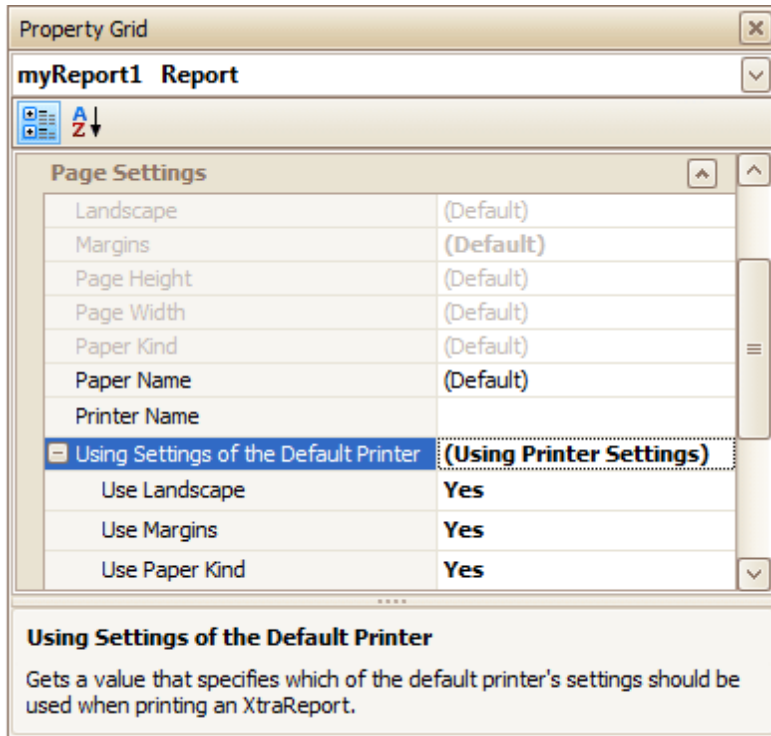 Property Grid
myReport1 Report
A
Z
Page Settings
Landscape (Default)
Margins (Default)
Page Height (Default)
Page Width (Default)
Paper Kind (Default)
Paper Name (Default)
Printer Name
Using Settings of the Default Printer (Using Printer Settings)
Use Landscape Yes
Use Margins Yes
Use Paper Kind Yes
Using Settings of the Default Printer
Gets a value that specifies which of the default printer's settings should be
used when printing an XtraReport.